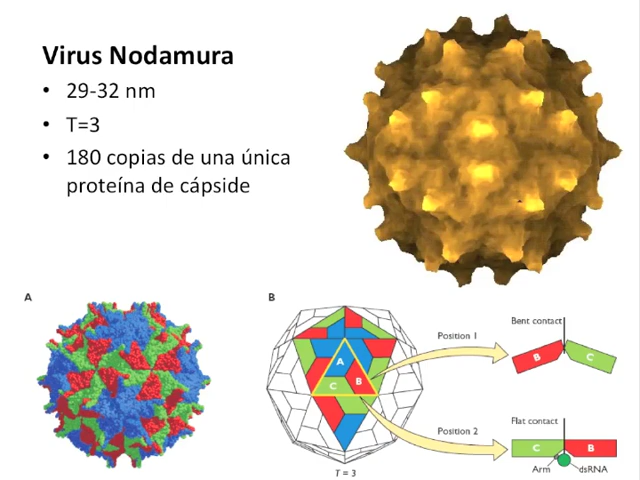 Virus Nodamura
• 29-32 nm
• T=3
• 180 copias de una única
proteína de cápside
A
B
Position 1
Bent contact
B
C
A
B
C
Position 2
Flat contact
C
B
Arm
dsRNA
T = 3